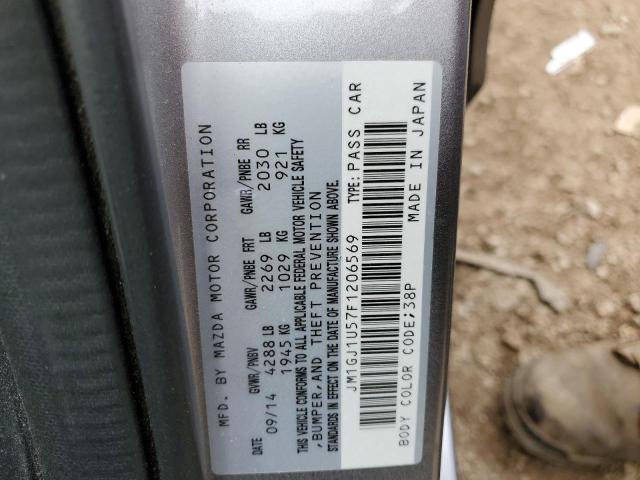 MFD. BY MAZDA MOTOR CORPORATION
DATE GVWR/PNBV GAWR/PNBE FRT GAWR/PNBE RR
09/14 4288 LB 2269 LB 2030 LB
1945 KG 1029 KG 921 KG
THIS VEHICLE CONFORMS TO ALL APPLICABLE FEDERAL MOTOR VEHICLE SAFETY
,BUMPER,AND THEFT PREVENTION
STANDARDS IN EFFECT ON THE DATE OF MANUFACTURE SHOWN ABOVE.
JM1GJ1U57F1206569 TYPE: PASS CAR
BODY COLOR CODE;38P MADE IN JAPAN